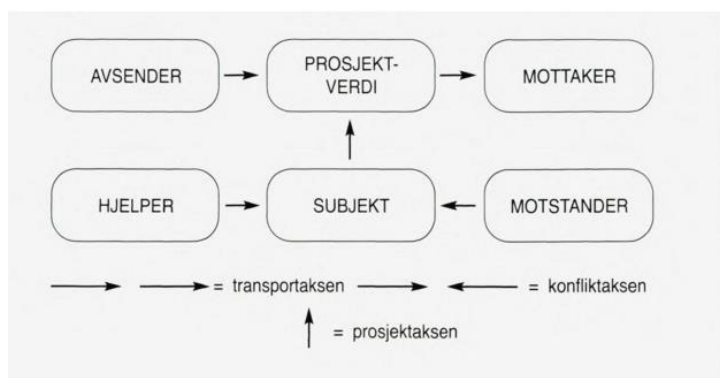 AVSENDER
PROSJEKT-
VERDI
MOTTAKER
HJELPER
SUBJEKT
MOTSTANDER
= transportaksen
= konfliktaksen
= prosjektaksen